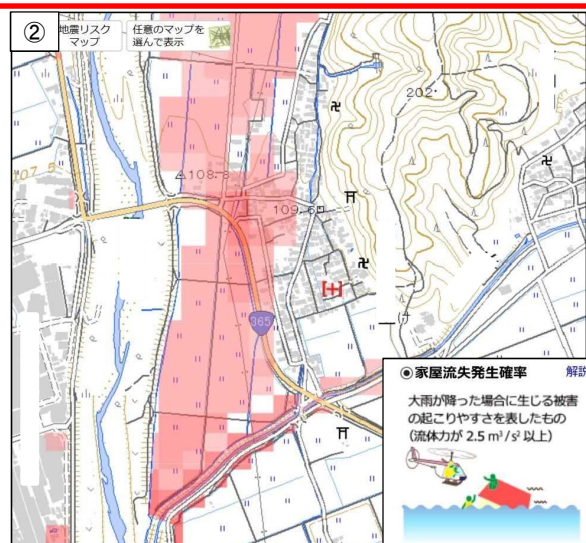 ②
地震リスク
マップ
任意のマップを
選んで表示
202
107.8
108.8
109.6
365
◉家屋流失発生確率
解説
大雨が降った場合に生じる被害
の起こりやすさを表したもの
(流体力が 2.5 m³/s² 以上)